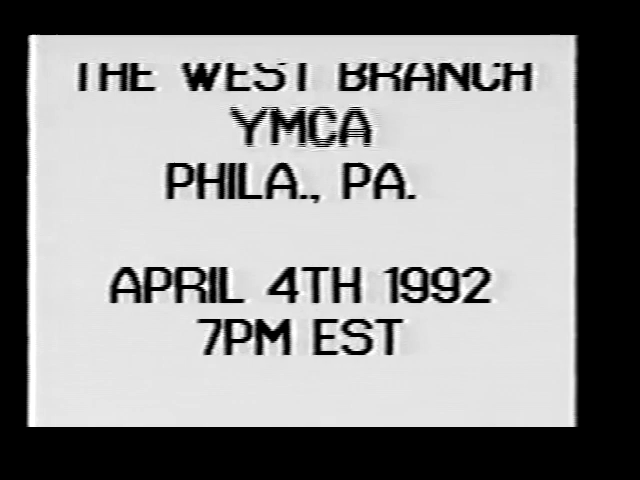 THE WEST BRANCH
YMCA
PHILA., PA.
APRIL 4TH 1992
7PM EST